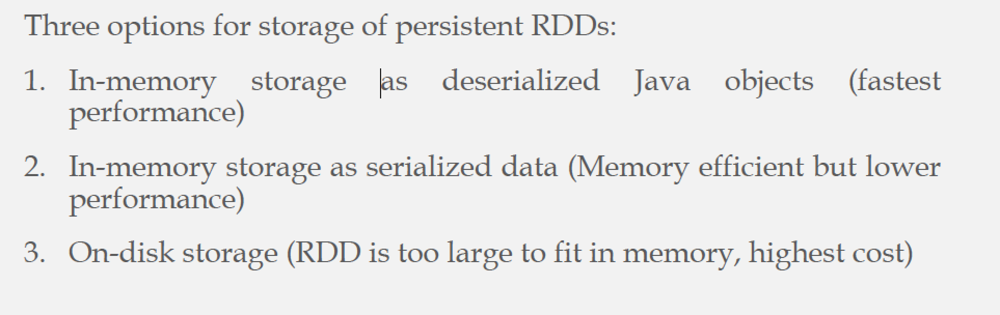 Three options for storage of persistent RDDs:
1. In-memory storage as deserialized Java objects (fastest
performance)
2. In-memory storage as serialized data (Memory efficient but lower
performance)
3. On-disk storage (RDD is too large to fit in memory, highest cost)